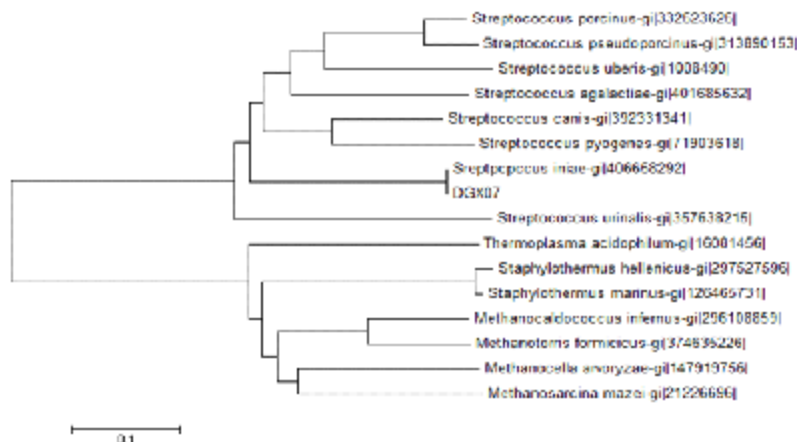 Streptococcus porcinus-gi|332623626|
Streptococcus pseudoporcinus-gi|313890153|
Streptococcus uberis-gi|1008490|
Streptococcus agalactiae-gi|401685632|
Streptococcus canis-gi|392331341|
Streptococcus pyogenes-gi|71903618|
Sreptpcpccus iniae-gi|406668292|
DGX07
Streptococcus urinalis-gi|357638215|
Thermoplasma acidophilum-gi|16081456|
Staphylothermus hellenicus-gi|297527596|
Staphylothermus marinus-gi|126465731|
Methanocaldococcus infernus-gi|296108859|
Methanotorris formicicus-gi|374635226|
Methanocella arvoryzae-gi|147919756|
Methanosarcina mazei-gi|21226696|
0.1